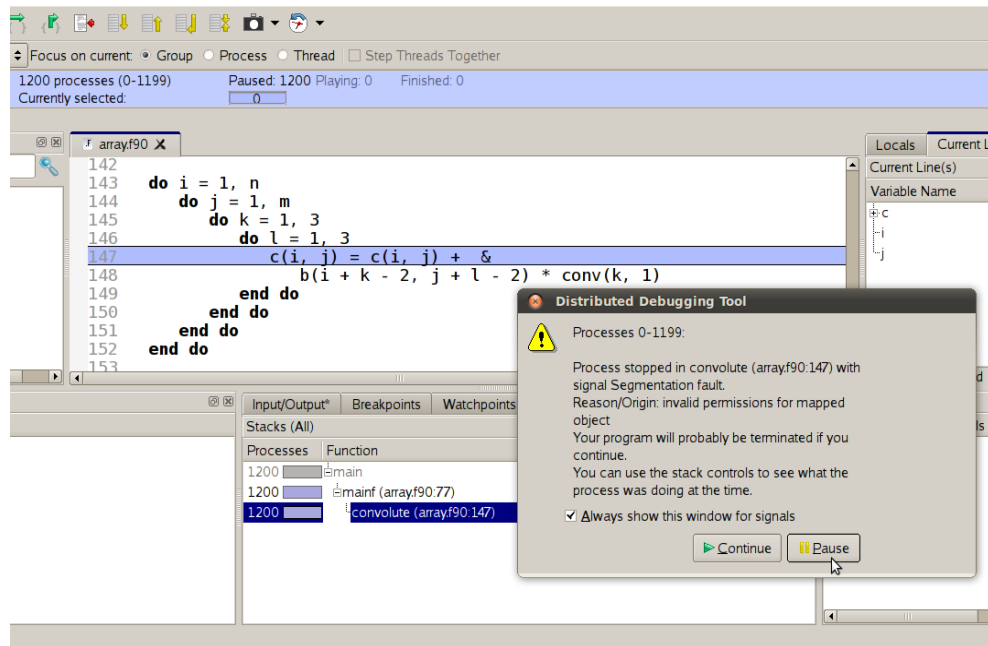 Focus on current: Group Process Thread Step Threads Together
1200 processes (0-1199) Paused: 1200 Playing: 0 Finished: 0
Currently selected: 0
F array.f90 X
Locals Current L
Current Line(s)
Variable Name
c
i
j
142
143 do i = 1, n
144 do j = 1, m
145 do k = 1, 3
146 do l = 1, 3
147 c(i, j) = c(i, j) + &
148 b(i + k - 2, j + l - 2) * conv(k, 1)
149 end do
150 end do
151 end do
152 end do
153
Distributed Debugging Tool
Processes 0-1199:
Process stopped in convolute (array.f90:147) with
signal Segmentation fault.
Reason/Origin: invalid permissions for mapped
object
Your program will probably be terminated if you
continue.
You can use the stack controls to see what the
process was doing at the time.
Always show this window for signals
Continue Pause
Input/Output* Breakpoints Watchpoints
Stacks (All)
Processes Function
1200 main
1200 mainf (array.f90:77)
1200 convolute (array.f90:147)
d
ls